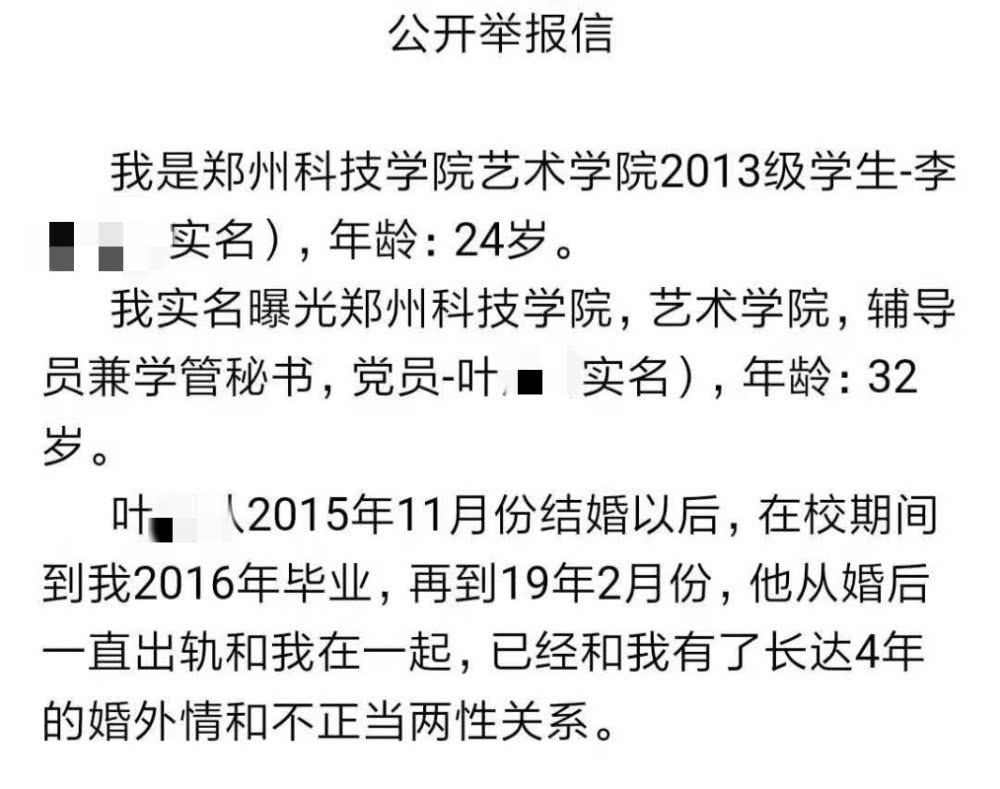 公开举报信
我是郑州科技学院艺术学院2013级学生-李
实名），年龄：24岁。
我实名曝光郑州科技学院，艺术学院，辅导
员兼学管秘书，党员-叶 实名），年龄：32
岁。
叶 从2015年11月份结婚以后，在校期间
到我2016年毕业，再到19年2月份，他从婚后
一直出轨和我在一起，已经和我有了长达4年
的婚外情和不正当两性关系。